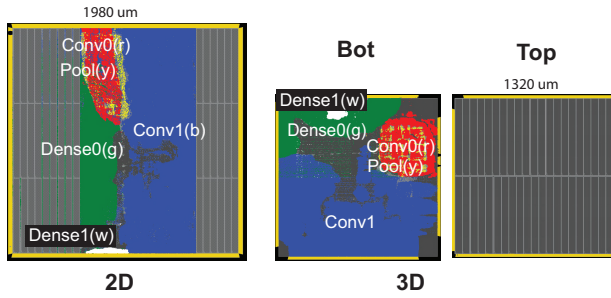 1980 um
Conv0(r)
Pool(y)
Conv1(b)
Dense0(g)
Dense1(w)
2D
Bot
Top
1320 um
Dense1(w)
Dense0(g)
Conv0(r)
Pool(y)
Conv1
3D